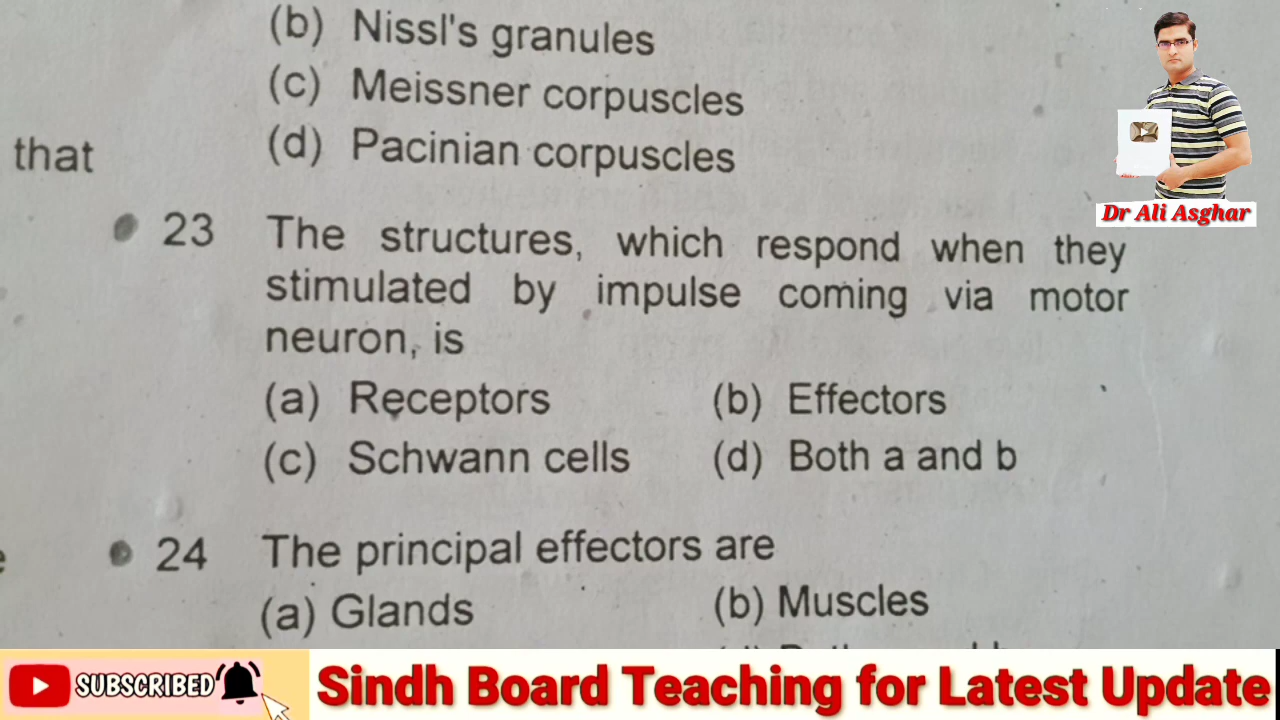 (b) Nissl's granules
(c) Meissner corpuscles
that
(d) Pacinian corpuscles
Dr Ali Asghar
23 The structures, which respond when they
stimulated by impulse coming via motor
neuron, is
(a) Receptors (b) Effectors
(c) Schwann cells (d) Both a and b
24 The principal effectors are
(a) Glands (b) Muscles
SUBSCRIBED
Sindh Board Teaching for Latest Update